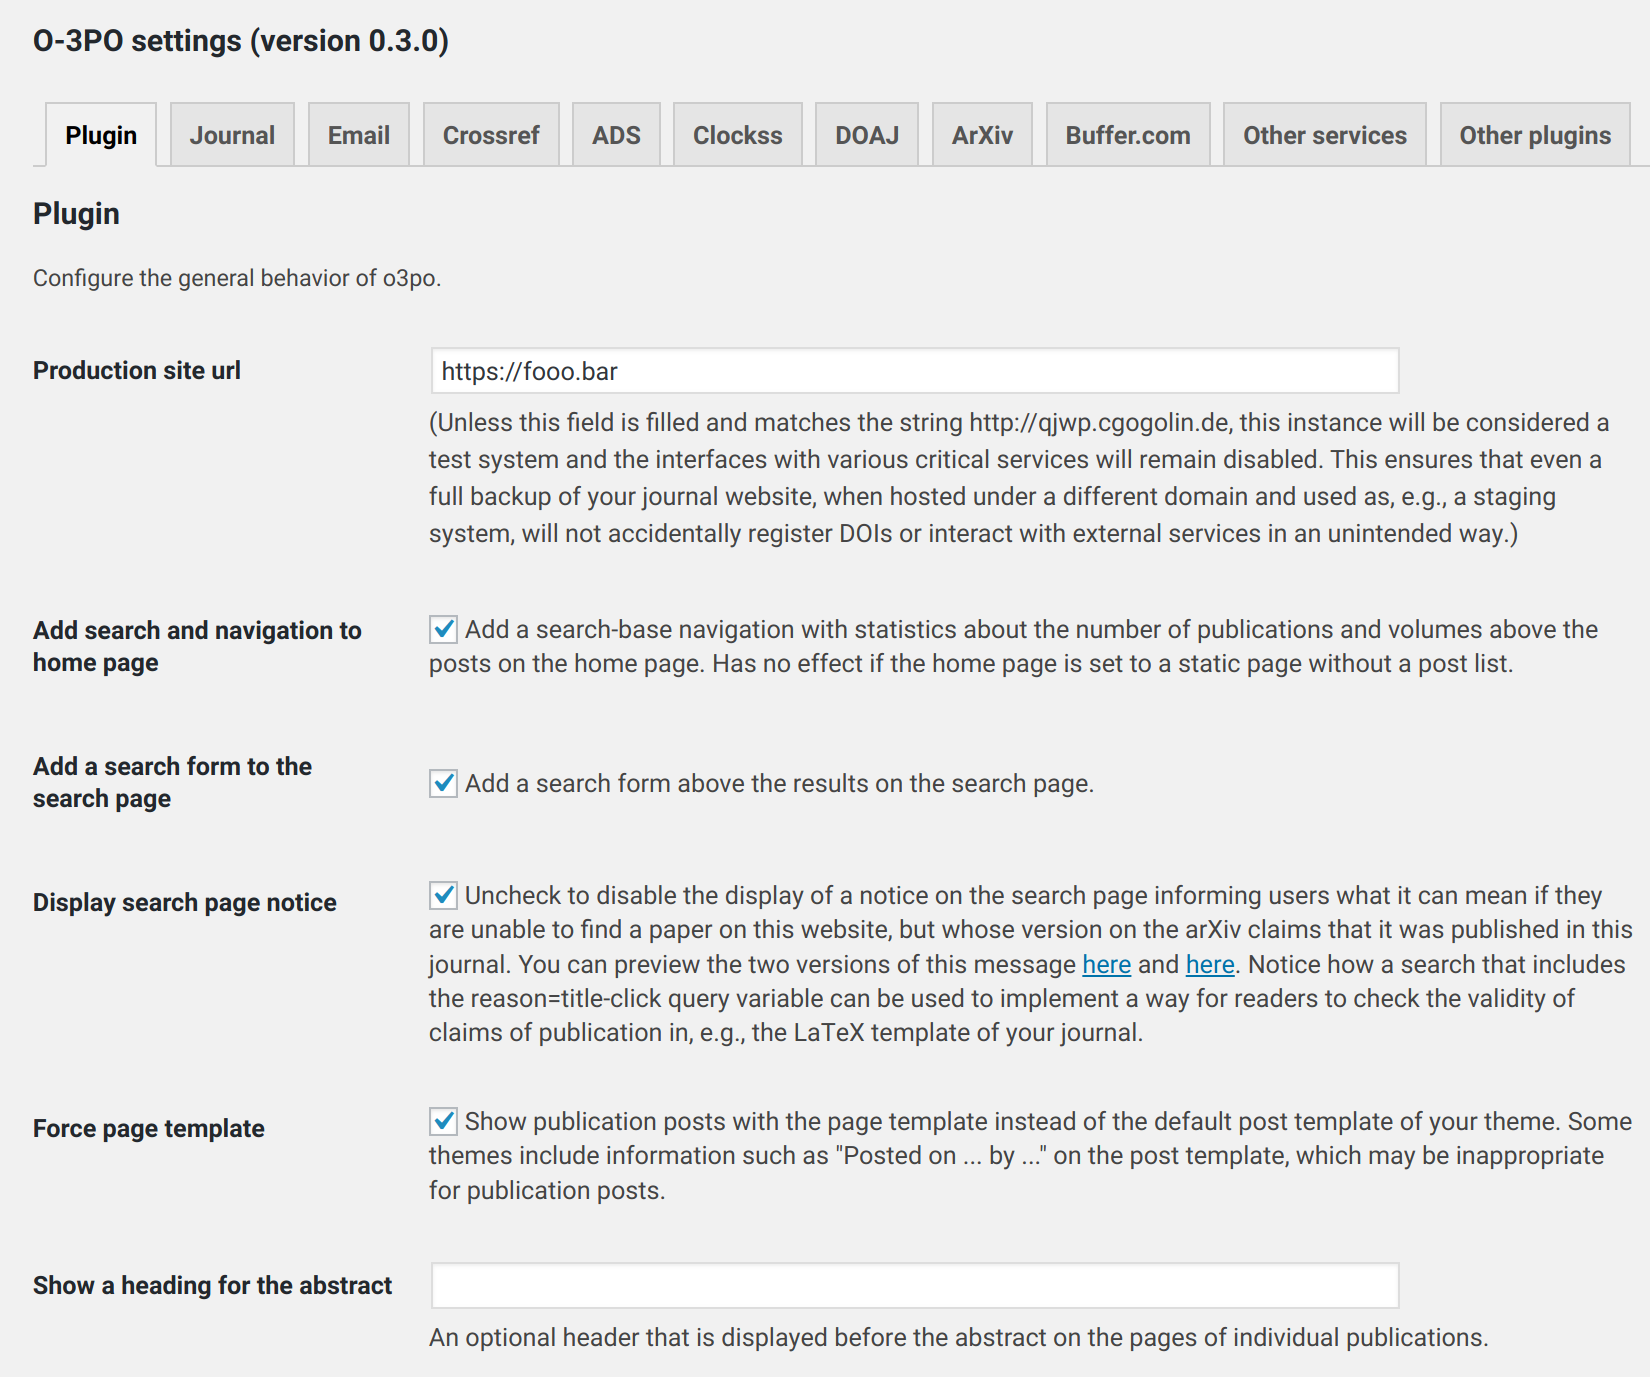 O-3PO settings (version 0.3.0)
Plugin Journal Email Crossref ADS Clockss DOAJ ArXiv Buffer.com Other services Other plugins
Plugin
Configure the general behavior of o3po.
Production site url
https://fooo.bar
(Unless this field is filled and matches the string http://qjwp.cgogolin.de, this instance will be considered a
test system and the interfaces with various critical services will remain disabled. This ensures that even a
full backup of your journal website, when hosted under a different domain and used as, e.g., a staging
system, will not accidentally register DOIs or interact with external services in an unintended way.)
Add search and navigation to
home page
Add a search-base navigation with statistics about the number of publications and volumes above the
posts on the home page. Has no effect if the home page is set to a static page without a post list.
Add a search form to the
search page
Add a search form above the results on the search page.
Display search page notice
Uncheck to disable the display of a notice on the search page informing users what it can mean if they
are unable to find a paper on this website, but whose version on the arXiv claims that it was published in this
journal. You can preview the two versions of this message here and here. Notice how a search that includes
the reason=title-click query variable can be used to implement a way for readers to check the validity of
claims of publication in, e.g., the LaTeX template of your journal.
Force page template
Show publication posts with the page template instead of the default post template of your theme. Some
themes include information such as "Posted on ... by ..." on the post template, which may be inappropriate
for publication posts.
Show a heading for the abstract
An optional header that is displayed before the abstract on the pages of individual publications.